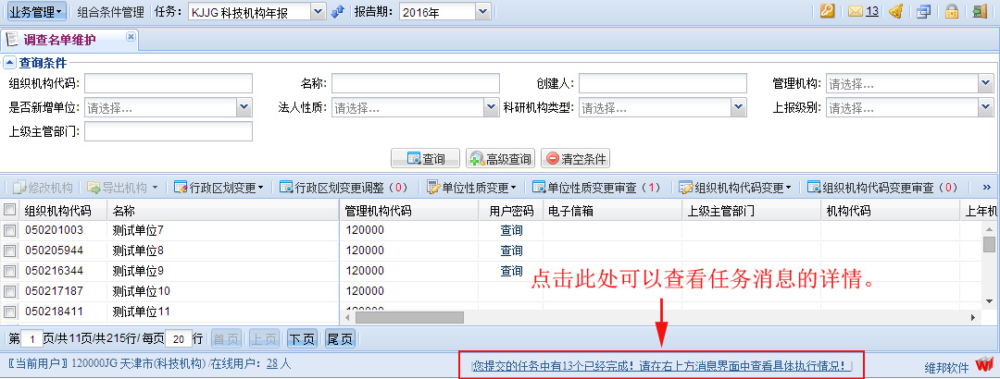 业务管理 组合条件管理 任务: KJJG 科技机构年报 报告期: 2016年 13
调查名单维护
查询条件
组织机构代码: 名称: 创建人: 管理机构: 请选择...
是否新增单位: 请选择... 法人性质: 请选择... 科研机构类型: 请选择... 上报级别: 请选择...
上级主管部门:
查询 高级查询 清空条件
修改机构 导出机构 行政区划变更 行政区划变更调整（0） 单位性质变更 单位性质变更审查（1） 组织机构代码变更 组织机构代码变更审查（0） »
组织机构代码 名称 管理机构代码 用户密码 电子信箱 上级主管部门 机构代码 上年机
050201003 测试单位7 120000 查询
050205944 测试单位8 120000 查询
050216344 测试单位9 120000 查询
点击此处可以查看任务消息的详情。
050217187 测试单位10 120000
050218411 测试单位11 120000
第 1 页/共11页/共215行/ 每页 20 行 首页 上页 下页 尾页
〖当前用户〗120000JG 天津市(科技机构) /在线用户: 28 人 您提交的任务中有13个已经完成！请在右上方消息界面中查看具体执行情况！ 维邦软件